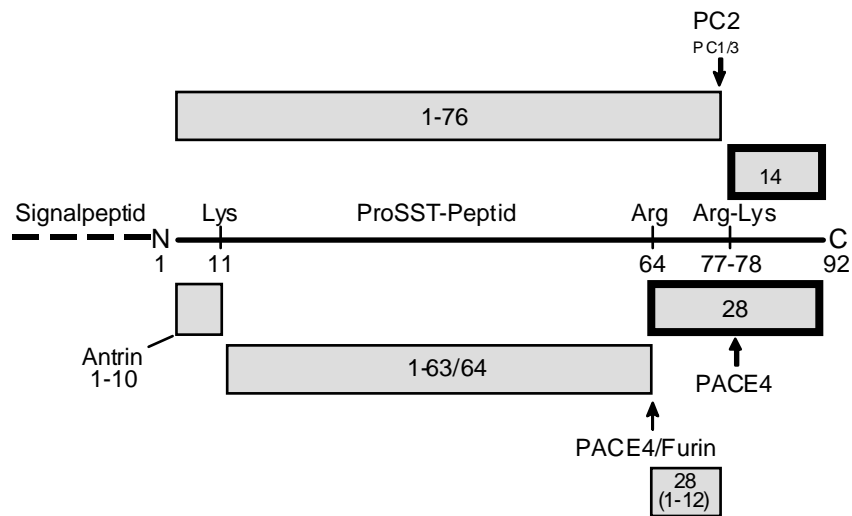 PC2
PC1/3
1-76
14
Signalpeptid
Lys
ProSST-Peptid
Arg
Arg-Lys
N
C
1
11
64
77-78
92
28
Antrin
1-10
1-63/64
PACE4
PACE4/Furin
28
(1-12)